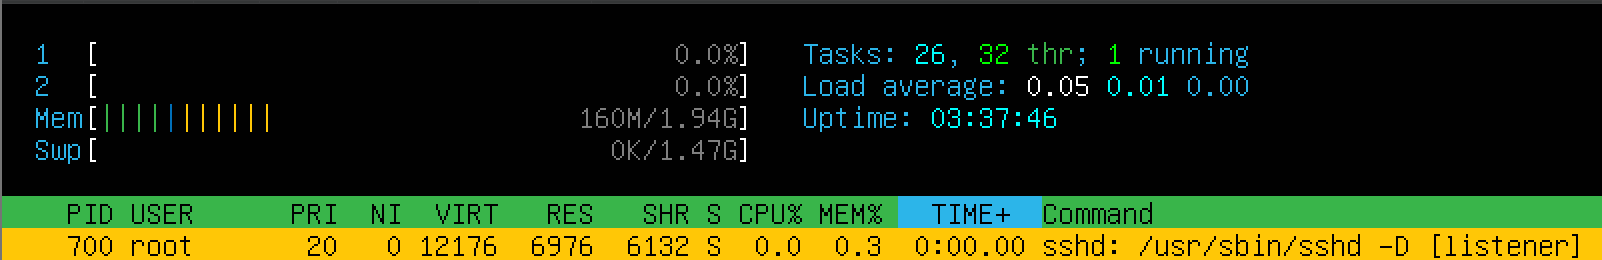 1 [ 0.0%] Tasks: 26, 32 thr; 1 running
2 [ 0.0%] Load average: 0.05 0.01 0.00
Mem[||||||||||| 160M/1.94G] Uptime: 03:37:46
Swp[ 0K/1.47G]
PID USER PRI NI VIRT RES SHR S CPU% MEM% TIME+ Command
700 root 20 0 12176 6976 6132 S 0.0 0.3 0:00.00 sshd: /usr/sbin/sshd -D [listener]